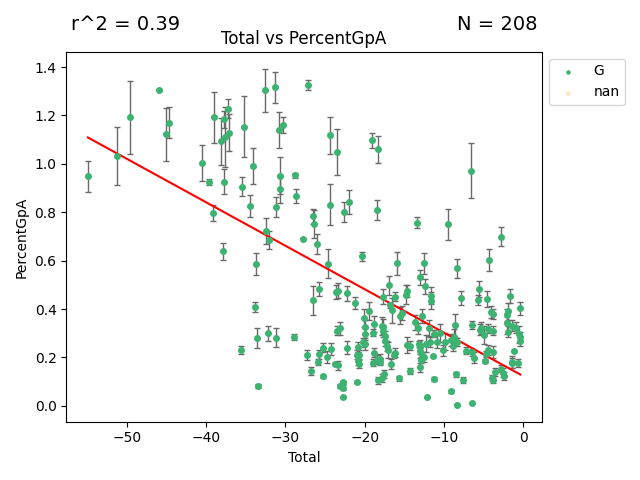 r^2 = 0.39
N = 208
Total vs PercentGpA
G
nan
PercentGpA
1.4
1.2
1.0
0.8
0.6
0.4
0.2
0.0
−50
−40
−30
−20
−10
0
Total